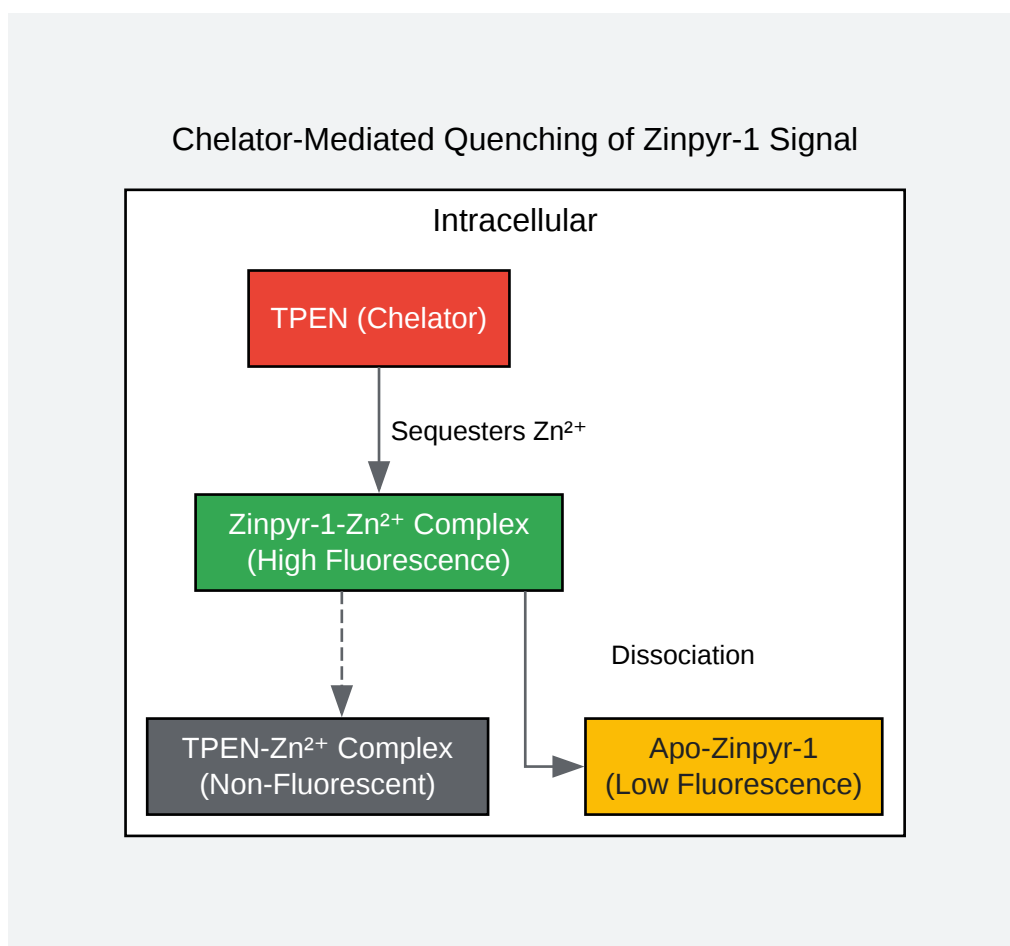 Chelator-Mediated Quenching of Zinpyr-1 Signal
Intracellular
TPEN (Chelator)
Sequesters Zn²⁺
Zinpyr-1-Zn²⁺ Complex
(High Fluorescence)
Dissociation
TPEN-Zn²⁺ Complex
(Non-Fluorescent)
Apo-Zinpyr-1
(Low Fluorescence)